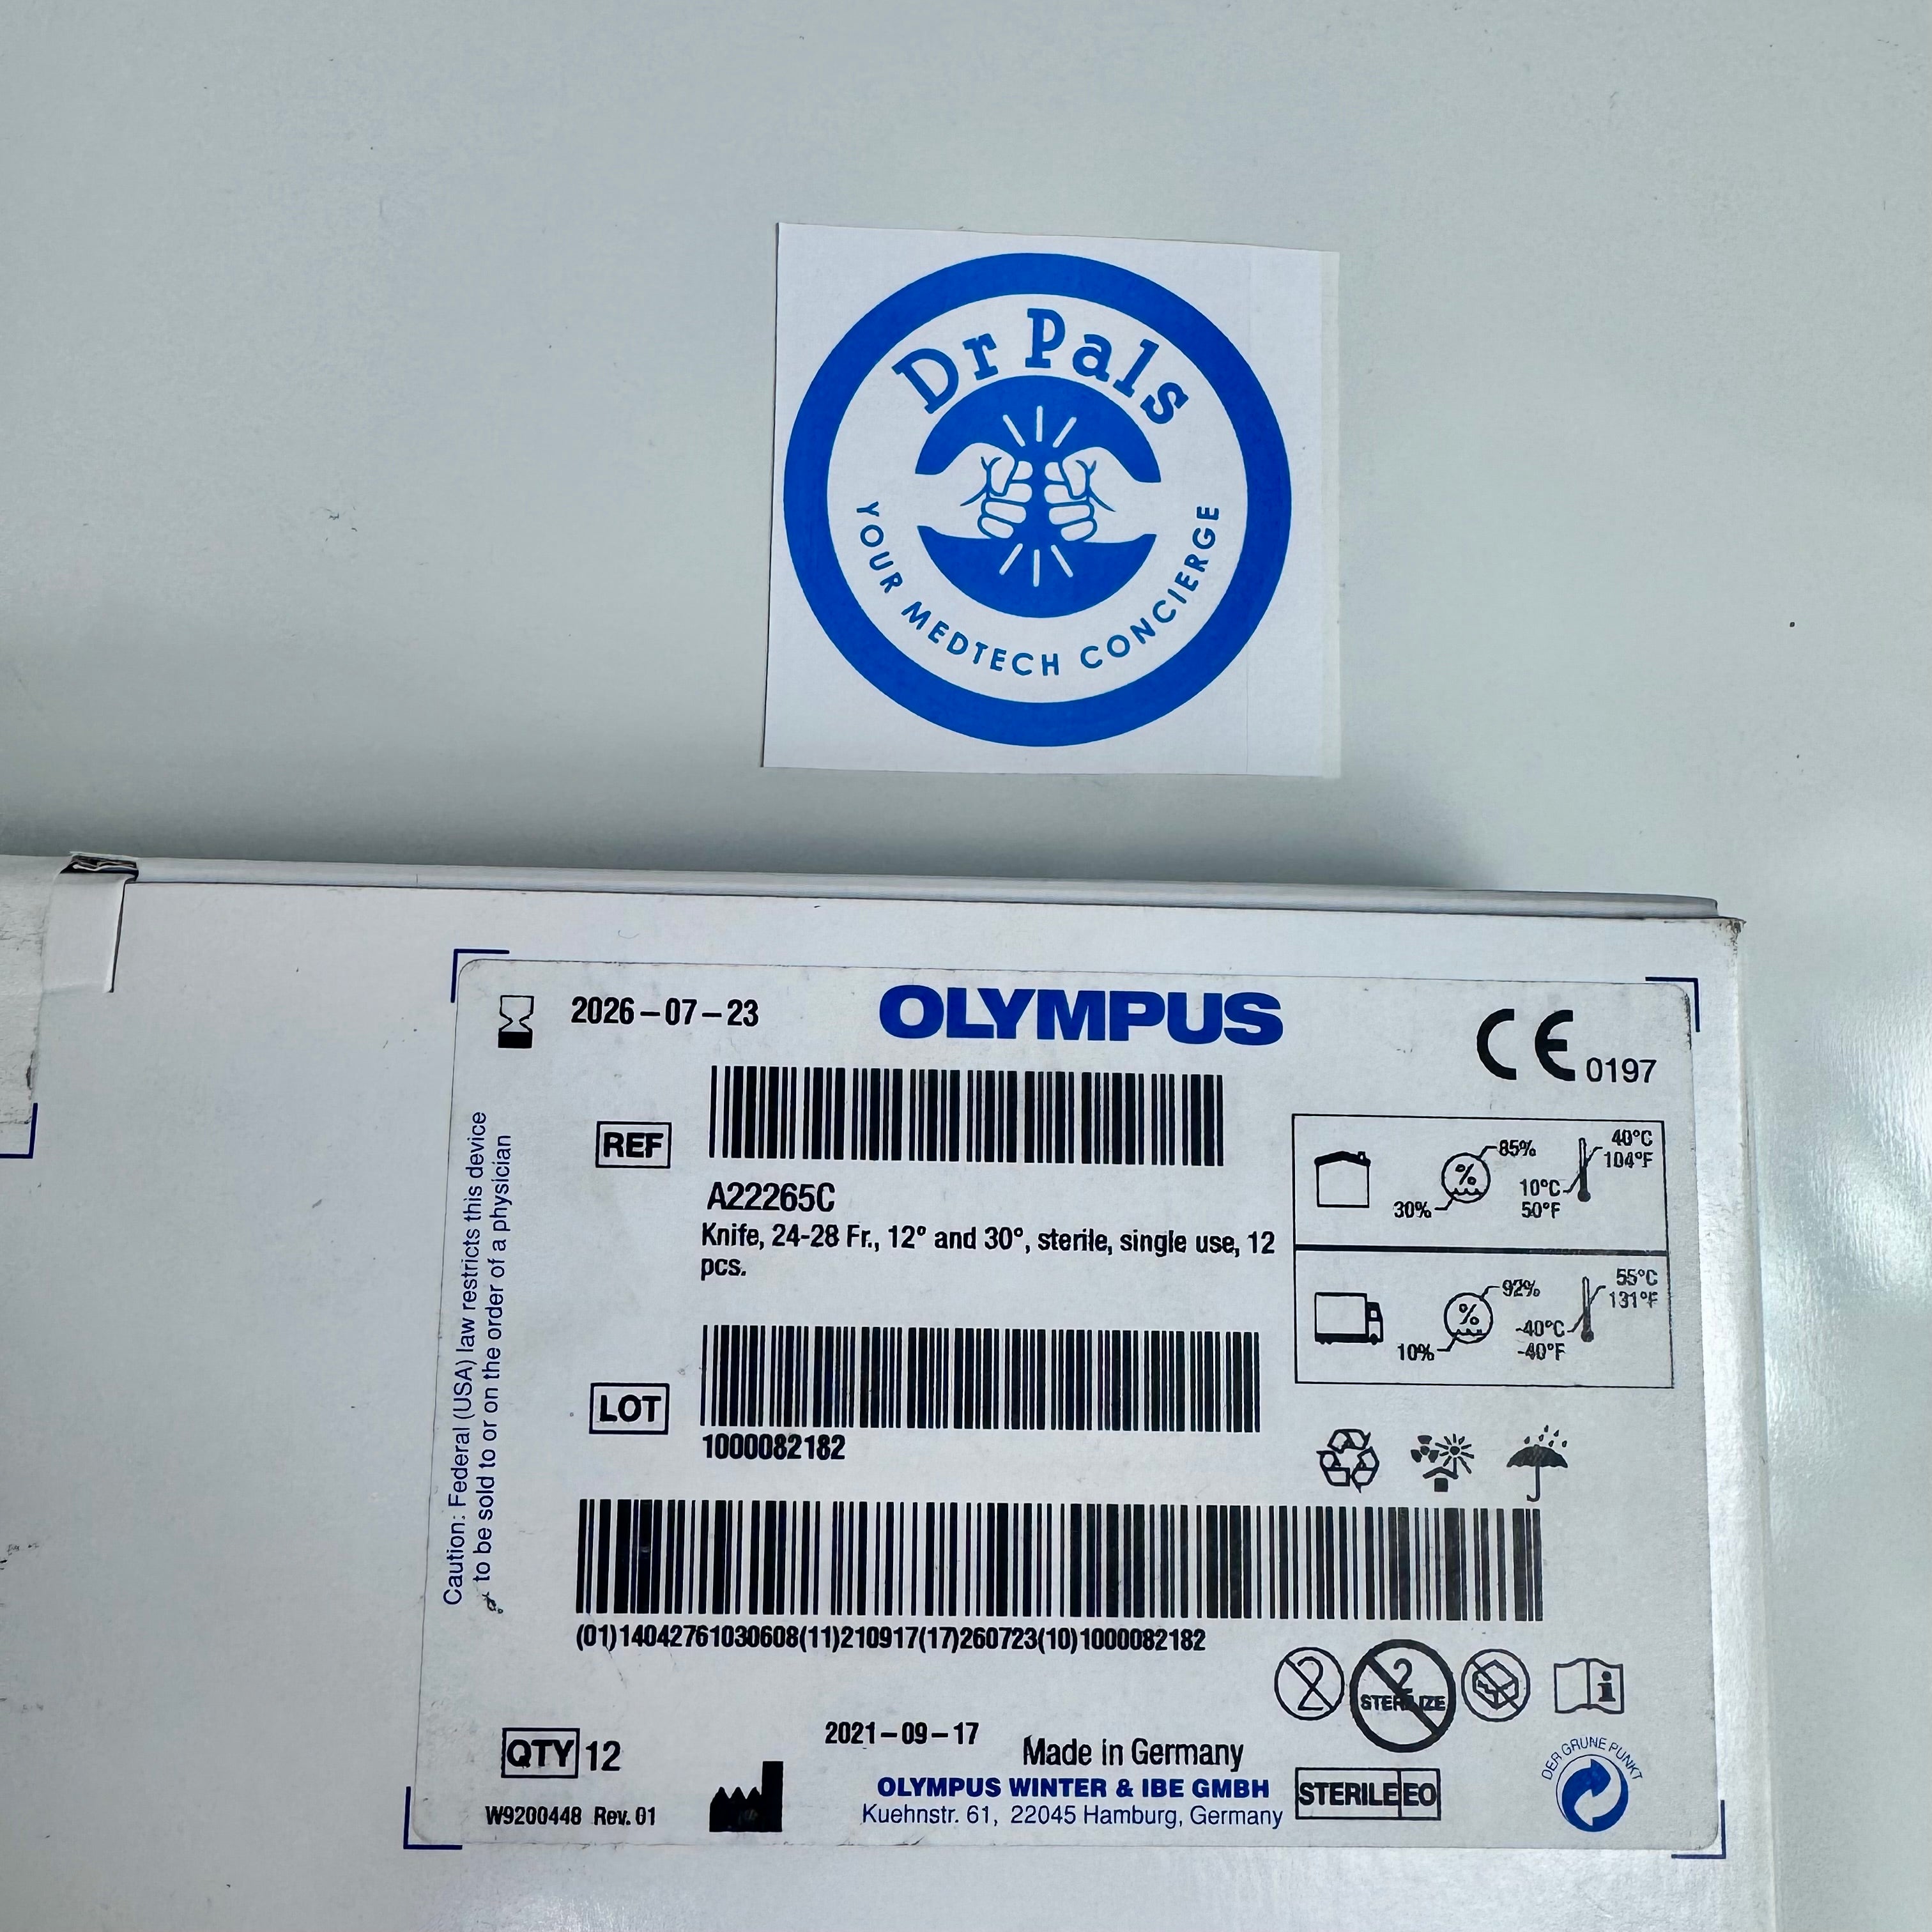 Dr Pals
YOUR MEDTECH CONCIERGE
2026-07-23
OLYMPUS
CE 0197
REF
A22265C
Knife, 24-28 Fr., 12° and 30°, sterile, single use, 12
pcs.
LOT
1000082182
(01)14042761030608(11)210917(17)260723(10)1000082182
Caution: Federal (USA) law restricts this device
to be sold to or on the order of a physician
%
85%
30%
40°C
104°F
10°C
50°F
%
92%
10%
55°C
131°F
-40°C
-40°F
2
2
STERILIZE
i
QTY 12
2021-09-17
Made in Germany
OLYMPUS WINTER & IBE GMBH
Kuehnstr. 61, 22045 Hamburg, Germany
STERILE EO
DER GRÜNE PUNKT
W9200448 Rev. 01